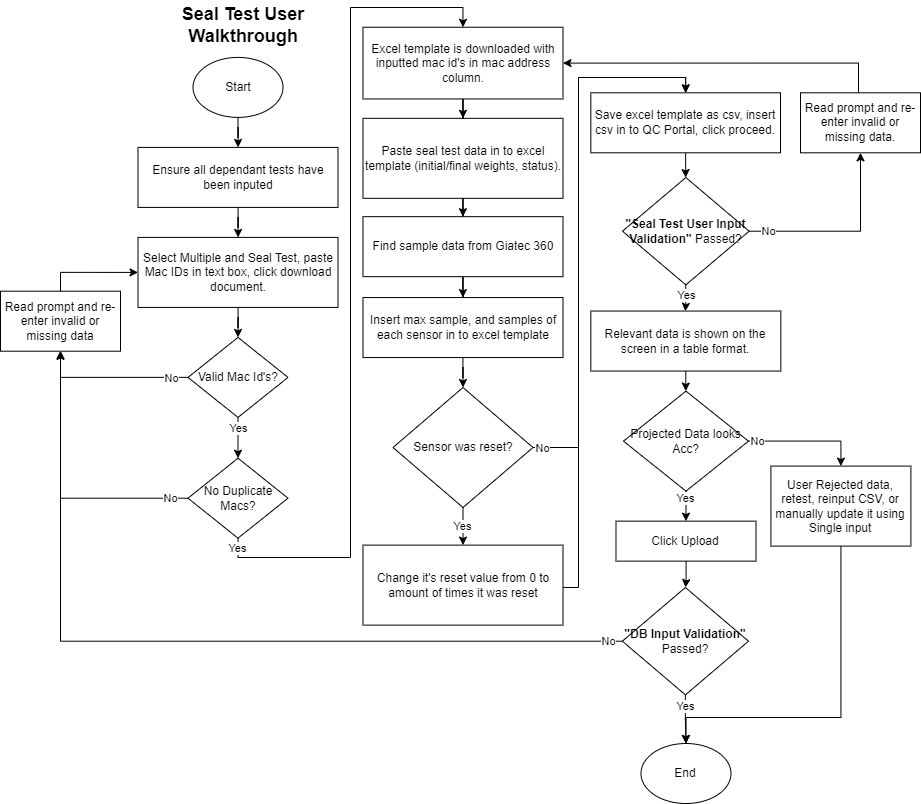 Seal Test User
Walkthrough
Start
Ensure all dependant tests have
been inputed
Select Multiple and Seal Test, paste
Mac IDs in text box, click download
document.
Read prompt and re-
enter invalid or
missing data
No
Valid Mac Id's?
Yes
No
No Duplicate
Macs?
Yes
Excel template is downloaded with
inputted mac id's in mac address
column.
Paste seal test data in to excel
template (initial/final weights, status).
Find sample data from Giatec 360
Insert max sample, and samples of
each sensor in to excel template
Sensor was reset?
No
Yes
Change it's reset value from 0 to
amount of times it was reset
Save excel template as csv, insert
csv in to QC Portal, click proceed.
Read prompt and re-
enter invalid or
missing data.
"Seal Test User Input
Validation" Passed?
No
Yes
Relevant data is shown on the
screen in a table format.
Projected Data looks
Acc?
No
Yes
User Rejected data,
retest, reinput CSV, or
manually update it using
Single input
Click Upload
"DB Input Validation"
Passed?
No
Yes
End